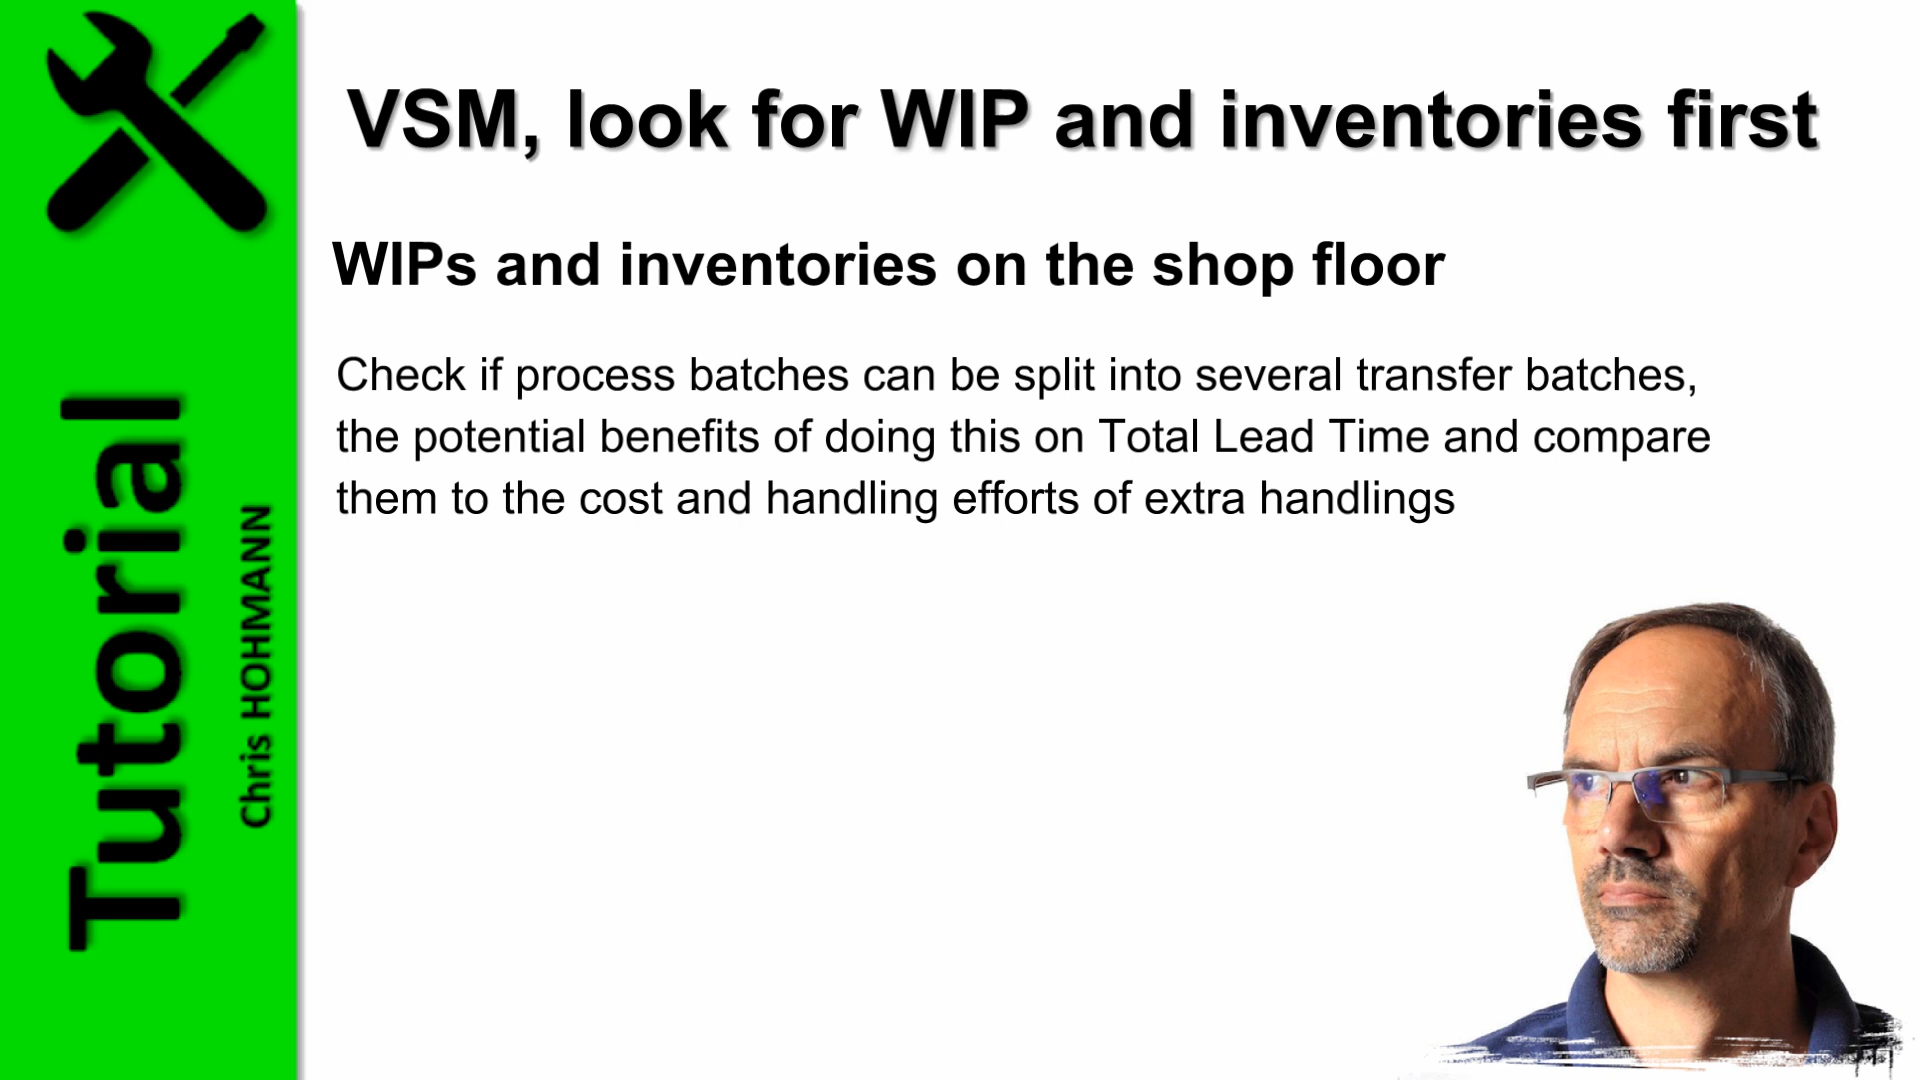 VSM, look for WIP and inventories first
WIPs and inventories on the shop floor
Check if process batches can be split into several transfer batches,
the potential benefits of doing this on Total Lead Time and compare
them to the cost and handling efforts of extra handlings
Tutorial
Chris HOHMANN